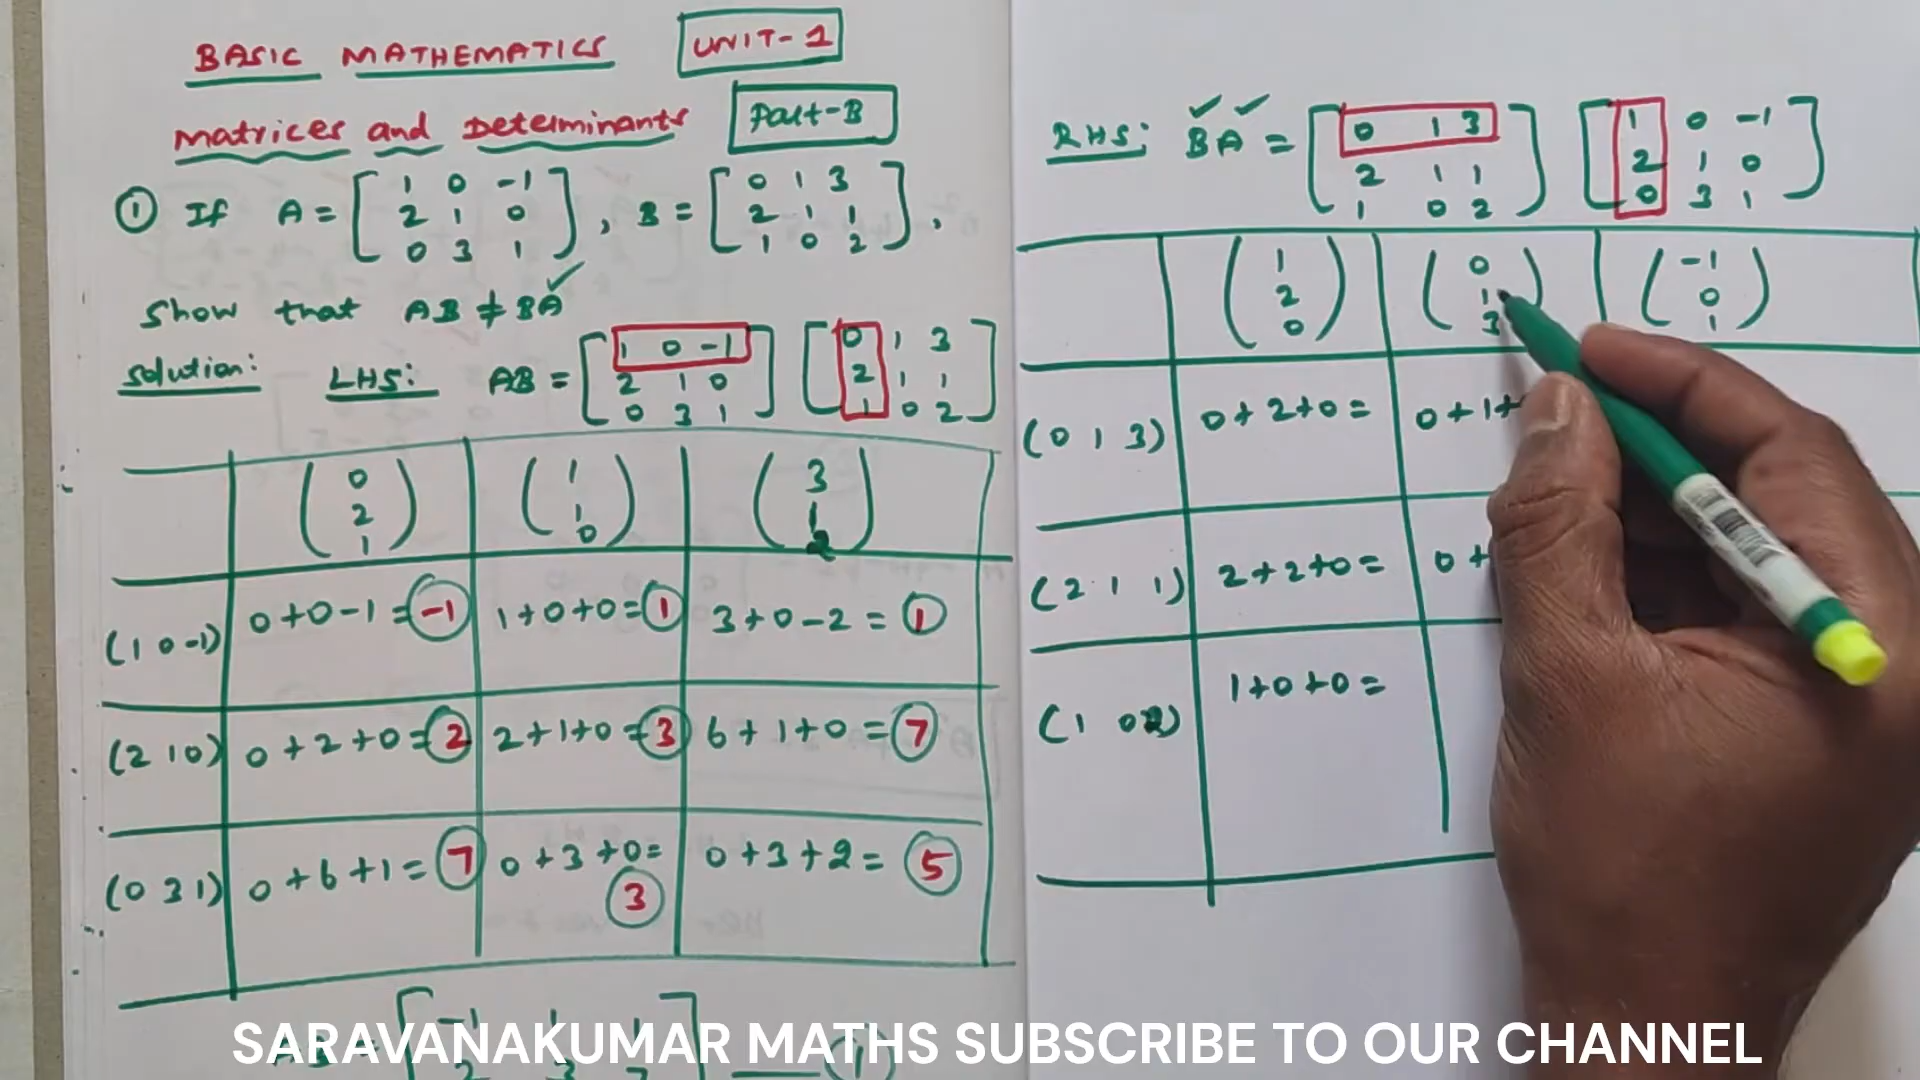 BASIC MATHEMATICS UNIT-1
Matrices and Determinants Part-B
① If A = [ 1 0 -1 ] , B = [ 0 1 3 ] ,
2 1 0 2 1 1
0 3 1 1 0 2
Show that AB ≠ BA ✓
Solution: LHS: AB = [ 1 0 -1 ] [ 0 1 3 ]
2 1 0 2 1 1
0 3 1 1 0 2
( 0 ) ( 1 ) ( 3 )
2 1 1
1 0 2
(1 0 -1) 0+0-1 = -1 1+0+0= 1 3+0-2 = 1
(2 1 0) 0+2+0= 2 2+1+0= 3 6+1+0= 7
(0 3 1) 0+6+1= 7 0+3+0= 0+3+2= 5
3
AB = [ -1 1 1 ] ①
2 3 7
RHS: BA = [ 0 1 3 ] [ 1 0 -1 ]
2 1 1 2 1 0
1 0 2 0 3 1
( 1 ) ( 0 ) ( -1 )
2 1 0
0 3 1
(0 1 3) 0+2+0= 0+1+
(2 1 1) 2+2+0= 0+
(1 0 2) 1+0+0=
SARAVANAKUMAR MATHS SUBSCRIBE TO OUR CHANNEL